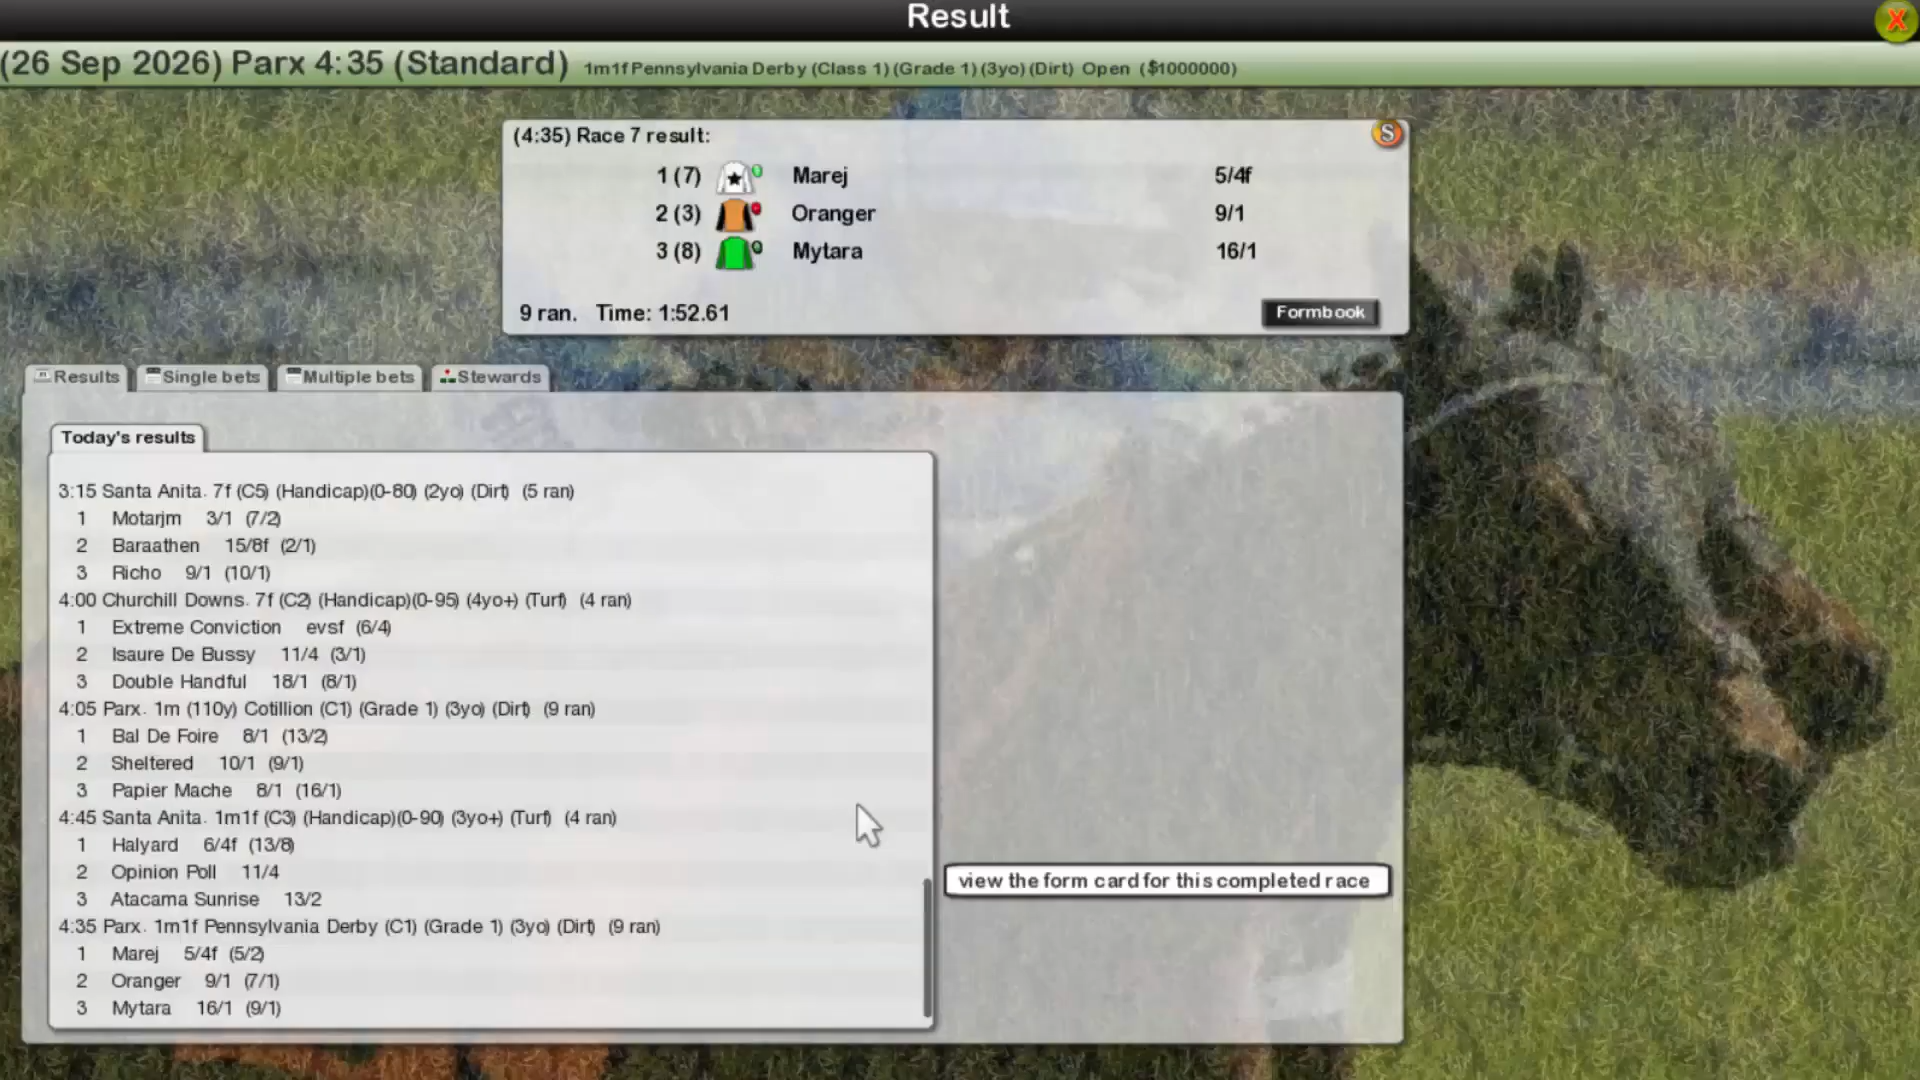 Result
X
(26 Sep 2026) Parx 4:35 (Standard) 1m1f Pennsylvania Derby (Class 1) (Grade 1) (3yo) (Dirt) Open ($1000000)
(4:35) Race 7 result:
S
1 (7) Marej 5/4f
2 (3) Oranger 9/1
3 (8) Mytara 16/1
9 ran. Time: 1:52.61
Formbook
Results Single bets Multiple bets Stewards
Today's results
3:15 Santa Anita. 7f (C5) (Handicap)(0-80) (2yo) (Dirt) (5 ran)
1 Motarjm 3/1 (7/2)
2 Baraathen 15/8f (2/1)
3 Richo 9/1 (10/1)
4:00 Churchill Downs. 7f (C2) (Handicap)(0-95) (4yo+) (Turf) (4 ran)
1 Extreme Conviction evsf (6/4)
2 Isaure De Bussy 11/4 (3/1)
3 Double Handful 18/1 (8/1)
4:05 Parx. 1m (110y) Cotillion (C1) (Grade 1) (3yo) (Dirt) (9 ran)
1 Bal De Foire 8/1 (13/2)
2 Sheltered 10/1 (9/1)
3 Papier Mache 8/1 (16/1)
4:45 Santa Anita. 1m1f (C3) (Handicap)(0-90) (3yo+) (Turf) (4 ran)
1 Halyard 6/4f (13/8)
2 Opinion Poll 11/4
3 Atacama Sunrise 13/2
4:35 Parx. 1m1f Pennsylvania Derby (C1) (Grade 1) (3yo) (Dirt) (9 ran)
1 Marej 5/4f (5/2)
2 Oranger 9/1 (7/1)
3 Mytara 16/1 (9/1)
view the form card for this completed race